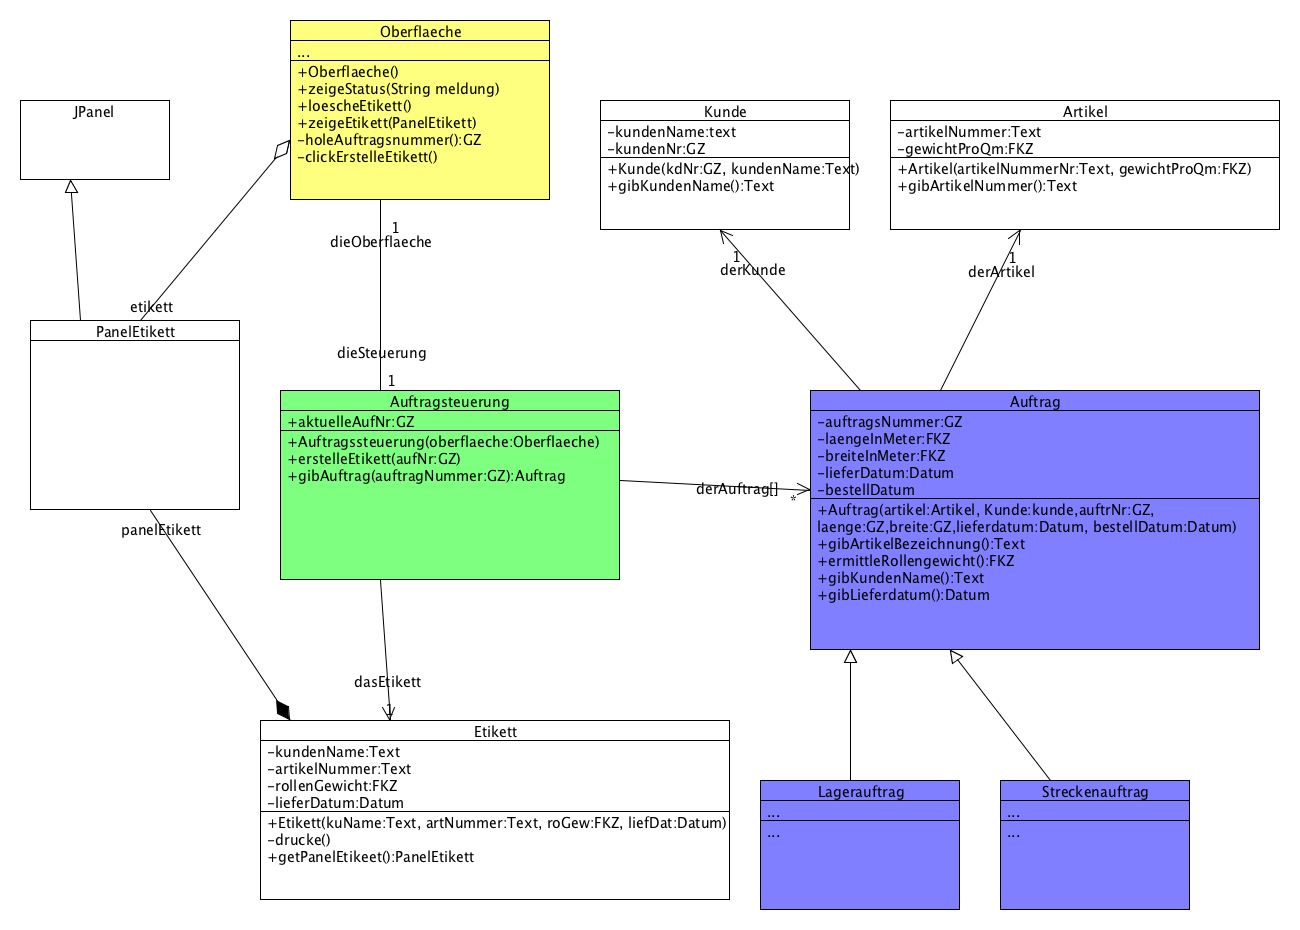 Oberflaeche
...
+Oberflaeche()
+zeigeStatus(String meldung)
+loescheEtikett()
+zeigeEtikett(PanelEtikett)
-holeAuftragsnummer():GZ
-clickErstelleEtikett()
JPanel
Kunde
-kundenName:text
-kundenNr:GZ
+Kunde(kdNr:GZ, kundenName:Text)
+gibKundenName():Text
Artikel
-artikelNummer:Text
-gewichtProQm:FKZ
+Artikel(artikelNummerNr:Text, gewichtProQm:FKZ)
+gibArtikelNummer():Text
1
dieOberflaeche
1
derKunde
1
derArtikel
etikett
PanelEtikett
dieSteuerung
1
Auftragsteuerung
+aktuelleAufNr:GZ
+Auftragssteuerung(oberflaeche:Oberflaeche)
+erstelleEtikett(aufNr:GZ)
+gibAuftrag(auftragNummer:GZ):Auftrag
derAuftrag[]
*
Auftrag
-auftragsNummer:GZ
-laengeInMeter:FKZ
-breiteInMeter:FKZ
-lieferDatum:Datum
-bestellDatum
+Auftrag(artikel:Artikel, Kunde:kunde,auftrNr:GZ,
laenge:GZ,breite:GZ,lieferdatum:Datum, bestellDatum:Datum)
+gibArtikelBezeichnung():Text
+ermittleRollengewicht():FKZ
+gibKundenName():Text
+gibLieferdatum():Datum
panelEtikett
dasEtikett
1
Etikett
-kundenName:Text
-artikelNummer:Text
-rollenGewicht:FKZ
-lieferDatum:Datum
+Etikett(kuName:Text, artNummer:Text, roGew:FKZ, liefDat:Datum)
-drucke()
+getPanelEtikeet():PanelEtikett
Lagerauftrag
...
...
Streckenauftrag
...
...